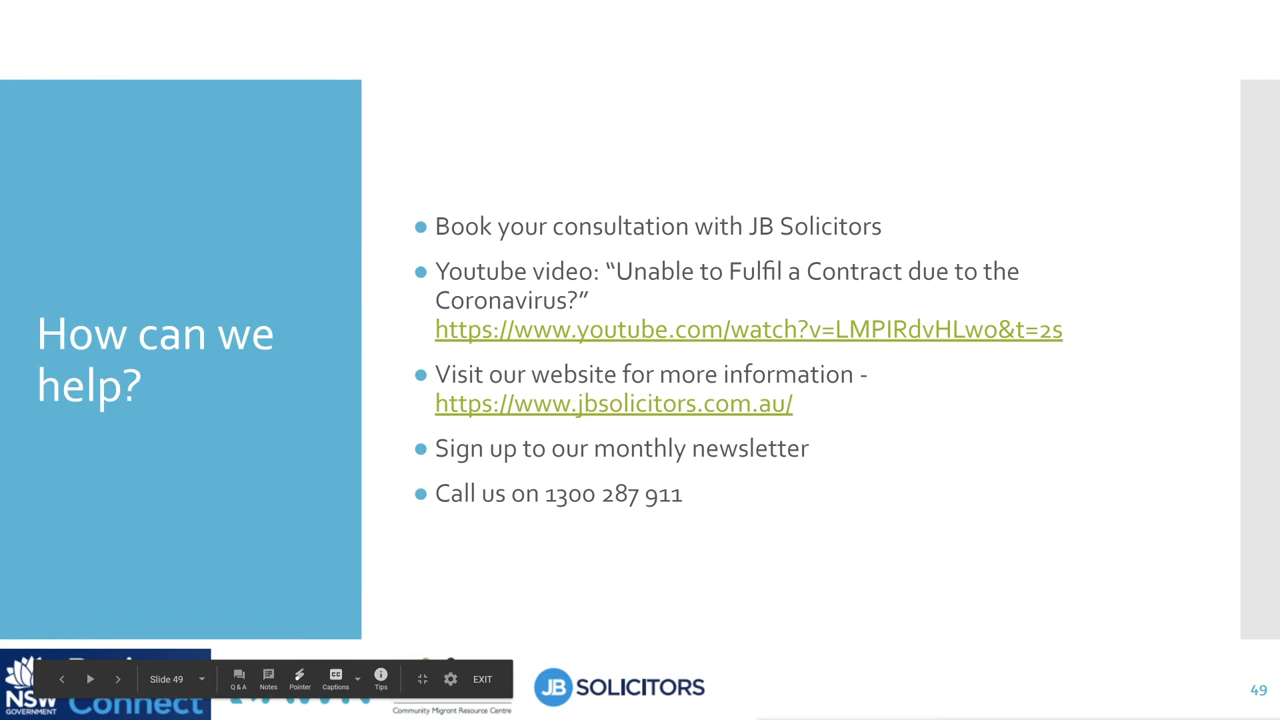 How can we
help?
Book your consultation with JB Solicitors
Youtube video: “Unable to Fulfil a Contract due to the
Coronavirus?”
https://www.youtube.com/watch?v=LMPIRdvHLwo&t=2s
Visit our website for more information -
https://www.jbsolicitors.com.au/
Sign up to our monthly newsletter
Call us on 1300 287 911
Slide 49
Q & A
Notes
Pointer
Captions
Tips
EXIT
NSW
GOVERNMENT
Connect
Community Migrant Resource Centre
JB SOLICITORS
49